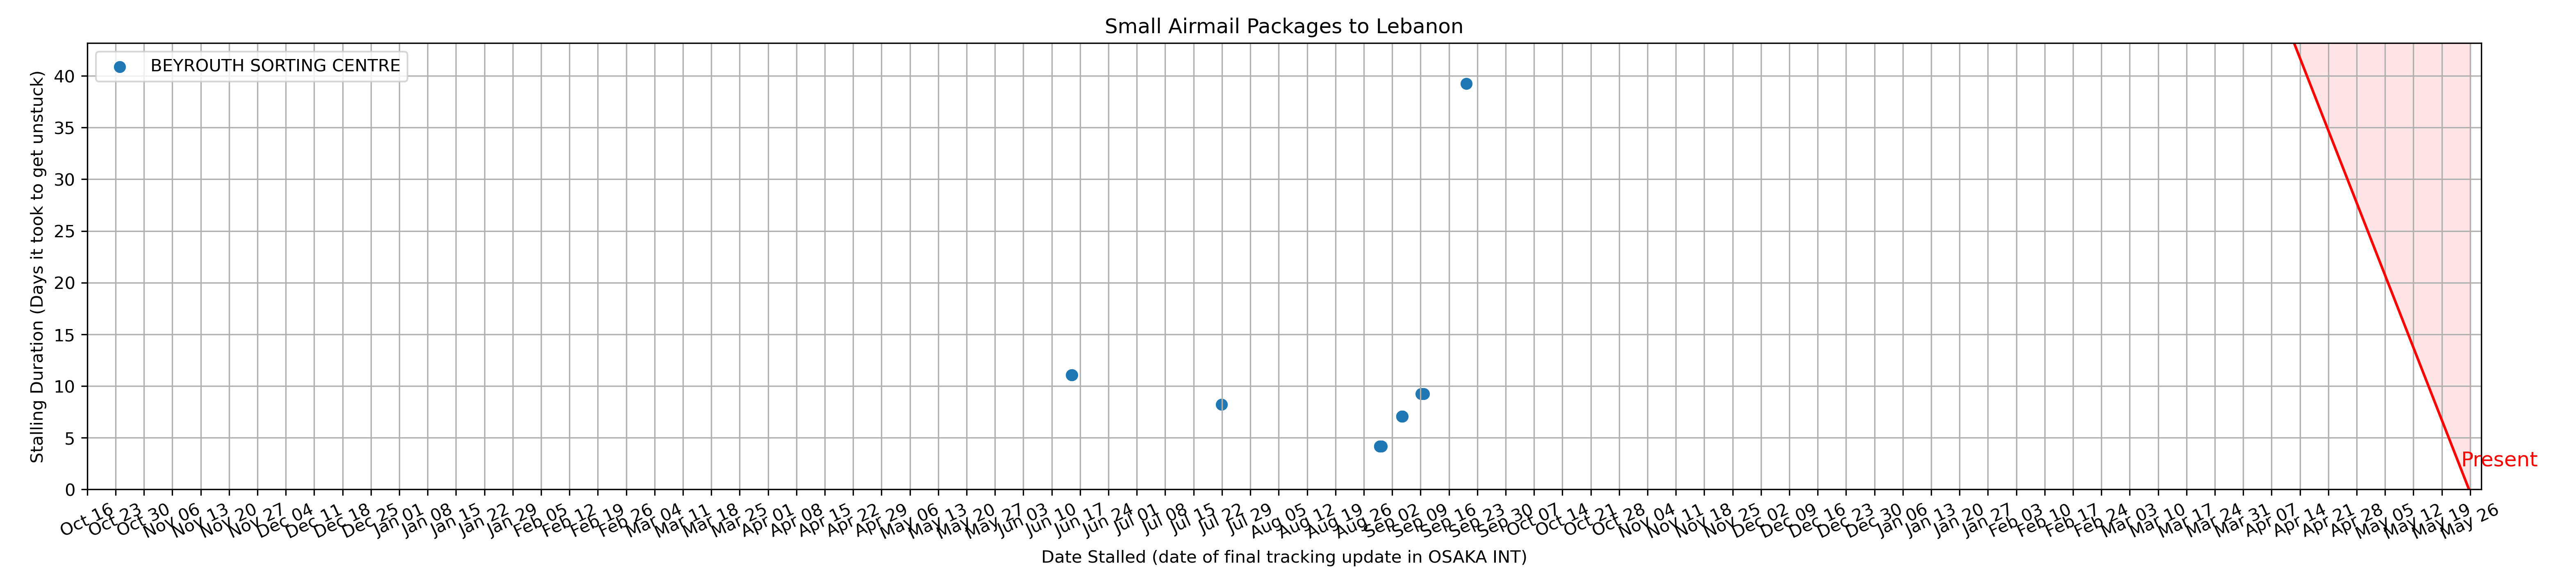 Small Airmail Packages to Lebanon
BEYROUTH SORTING CENTRE
Stalling Duration (Days it took to get unstuck)
40
35
30
25
20
15
10
5
0
Present
Oct 16
Oct 23
Oct 30
Nov 06
Nov 13
Nov 20
Nov 27
Dec 04
Dec 11
Dec 18
Dec 25
Jan 01
Jan 08
Jan 15
Jan 22
Jan 29
Feb 05
Feb 12
Feb 19
Feb 26
Mar 04
Mar 11
Mar 18
Mar 25
Apr 01
Apr 08
Apr 15
Apr 22
Apr 29
May 06
May 13
May 20
May 27
Jun 03
Jun 10
Jun 17
Jun 24
Jul 01
Jul 08
Jul 15
Jul 22
Jul 29
Aug 05
Aug 12
Aug 19
Aug 26
Sep 02
Sep 09
Sep 16
Sep 23
Sep 30
Oct 07
Oct 14
Oct 21
Oct 28
Nov 04
Nov 11
Nov 18
Nov 25
Dec 02
Dec 09
Dec 16
Dec 23
Dec 30
Jan 06
Jan 13
Jan 20
Jan 27
Feb 03
Feb 10
Feb 17
Feb 24
Mar 03
Mar 10
Mar 17
Mar 24
Mar 31
Apr 07
Apr 14
Apr 21
Apr 28
May 05
May 12
May 19
May 26
Date Stalled (date of final tracking update in OSAKA INT)